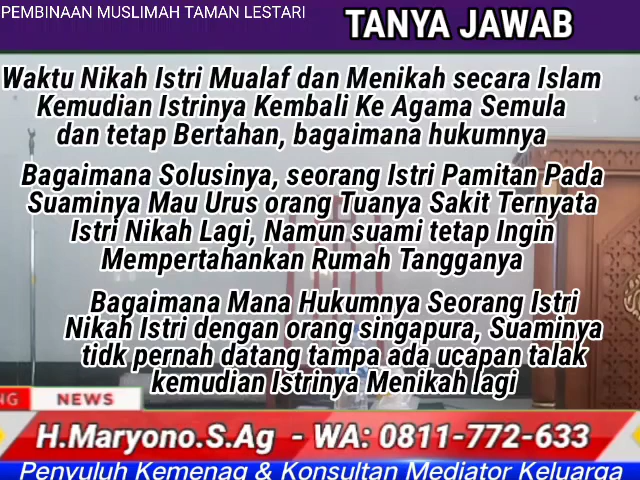 PEMBINAAN MUSLIMAH TAMAN LESTARI
TANYA JAWAB
Waktu Nikah Istri Mualaf dan Menikah secara Islam
Kemudian Istrinya Kembali Ke Agama Semula
dan tetap Bertahan, bagaimana hukumnya
Bagaimana Solusinya, seorang Istri Pamitan Pada
Suaminya Mau Urus orang Tuanya Sakit Ternyata
Istri Nikah Lagi, Namun suami tetap Ingin
Mempertahankan Rumah Tangganya
Bagaimana Mana Hukumnya Seorang Istri
Nikah Istri dengan orang singapura, Suaminya
tidk pernah datang tampa ada ucapan talak
kemudian Istrinya Menikah lagi
NG NEWS
H.Maryono.S.Ag - WA: 0811-772-633
Penyuluh Kemenag & Konsultan Mediator Keluarga